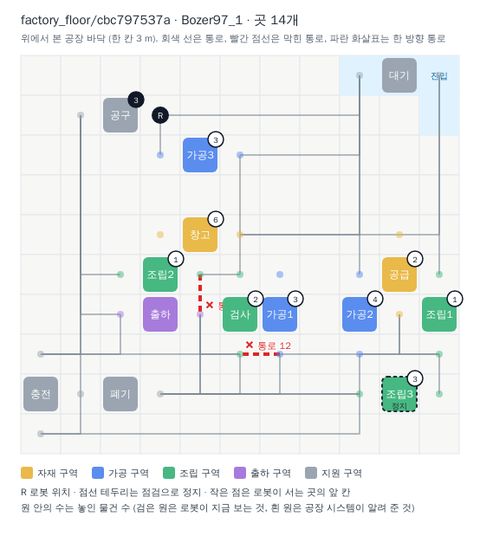 factory_floor/cbc797537a · Bozer97_1 · 곳 14개
위에서 본 공장 바닥 (한 칸 3 m). 회색 선은 통로, 빨간 점선은 막힌 통로, 파란 화살표는 한 방향 통로
대기
공구 3
R
가공3 3
창고 6
조립2 1
공급 2
출하
검사 2
가공1 3
가공2 4
조립1 1
✕ 통로 12
충전
폐기
조립3 3
정지
자재 구역 가공 구역 조립 구역 출하 구역 지원 구역
R 로봇 위치 · 점선 테두리는 점검으로 정지 · 작은 점은 로봇이 서는 곳의 앞 칸
원 안의 수는 놓인 물건 수 (검은 원은 로봇이 지금 보는 것, 흰 원은 공장 시스템이 알려 준 것)